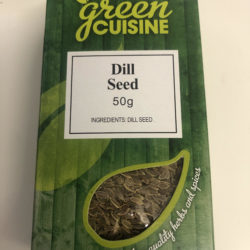 green
CUISINE
Dill
Seed
50g
INGREDIENTS: DILL SEED
quality herbs and spices